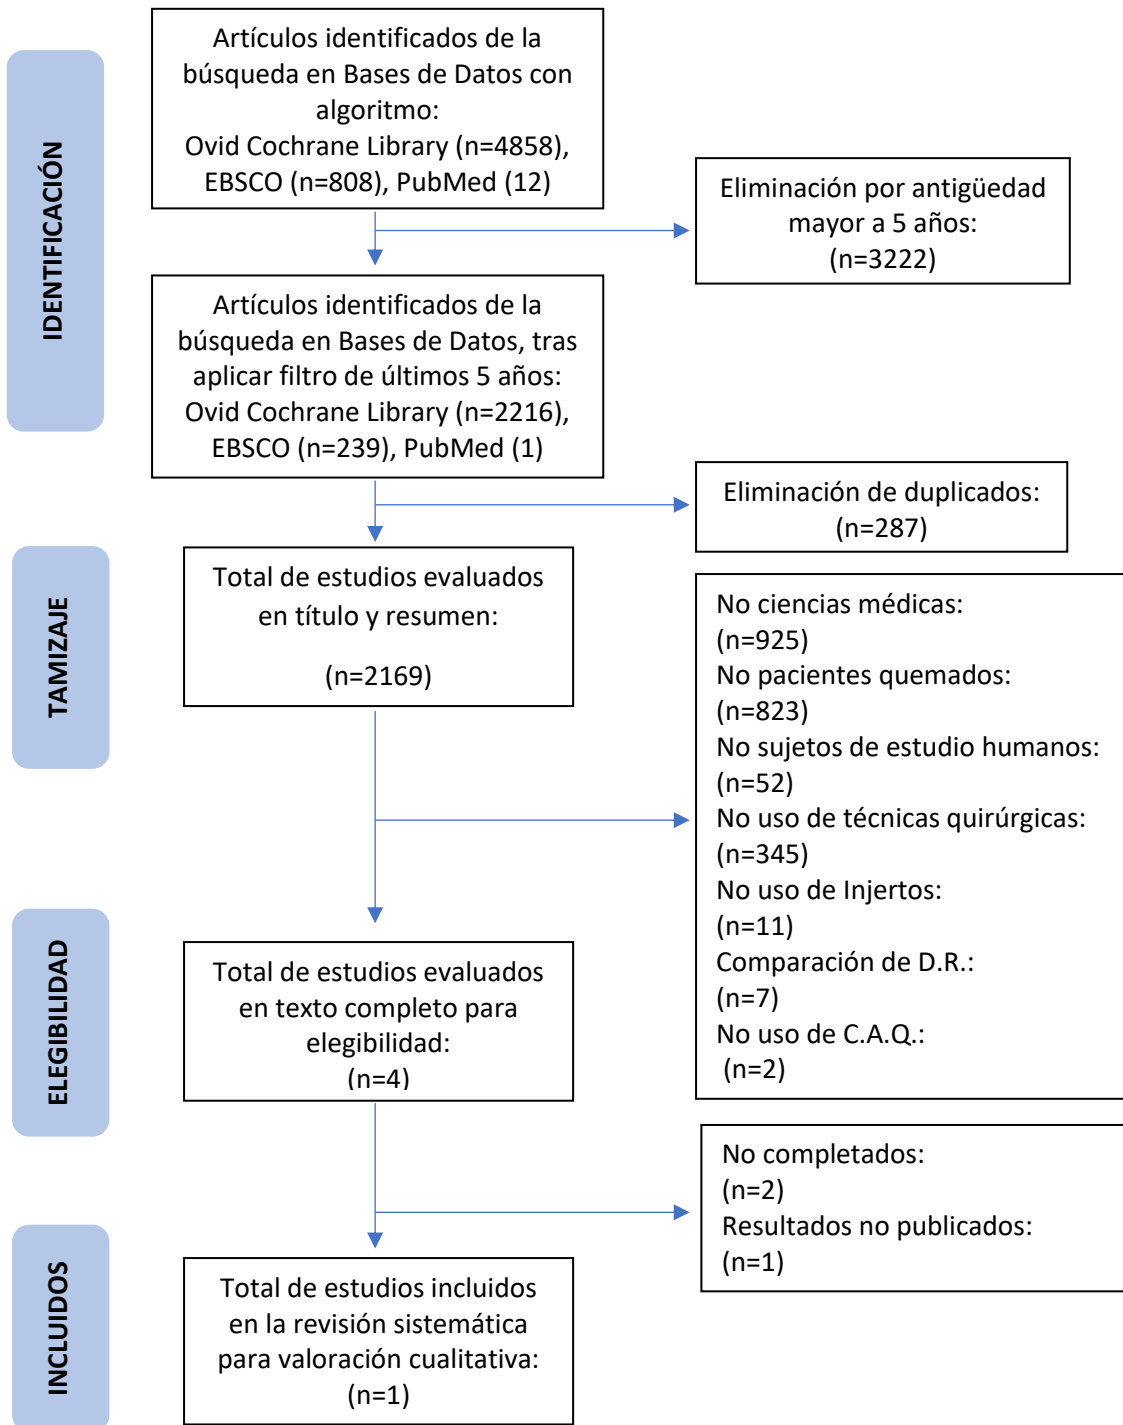 IDENTIFICACIÓN
Artículos identificados de la
búsqueda en Bases de Datos con
algoritmo:
Ovid Cochrane Library (n=4858),
EBSCO (n=808), PubMed (12)
Eliminación por antigüedad
mayor a 5 años:
(n=3222)
Artículos identificados de la
búsqueda en Bases de Datos, tras
aplicar filtro de últimos 5 años:
Ovid Cochrane Library (n=2216),
EBSCO (n=239), PubMed (1)
Eliminación de duplicados:
(n=287)
TAMIZAJE
Total de estudios evaluados
en título y resumen:
(n=2169)
No ciencias médicas:
(n=925)
No pacientes quemados:
(n=823)
No sujetos de estudio humanos:
(n=52)
No uso de técnicas quirúrgicas:
(n=345)
No uso de Injertos:
(n=11)
Comparación de D.R.:
(n=7)
No uso de C.A.Q.:
(n=2)
ELEGIBILIDAD
Total de estudios evaluados
en texto completo para
elegibilidad:
(n=4)
No completados:
(n=2)
Resultados no publicados:
(n=1)
INCLUIDOS
Total de estudios incluidos
en la revisión sistemática
para valoración cualitativa:
(n=1)